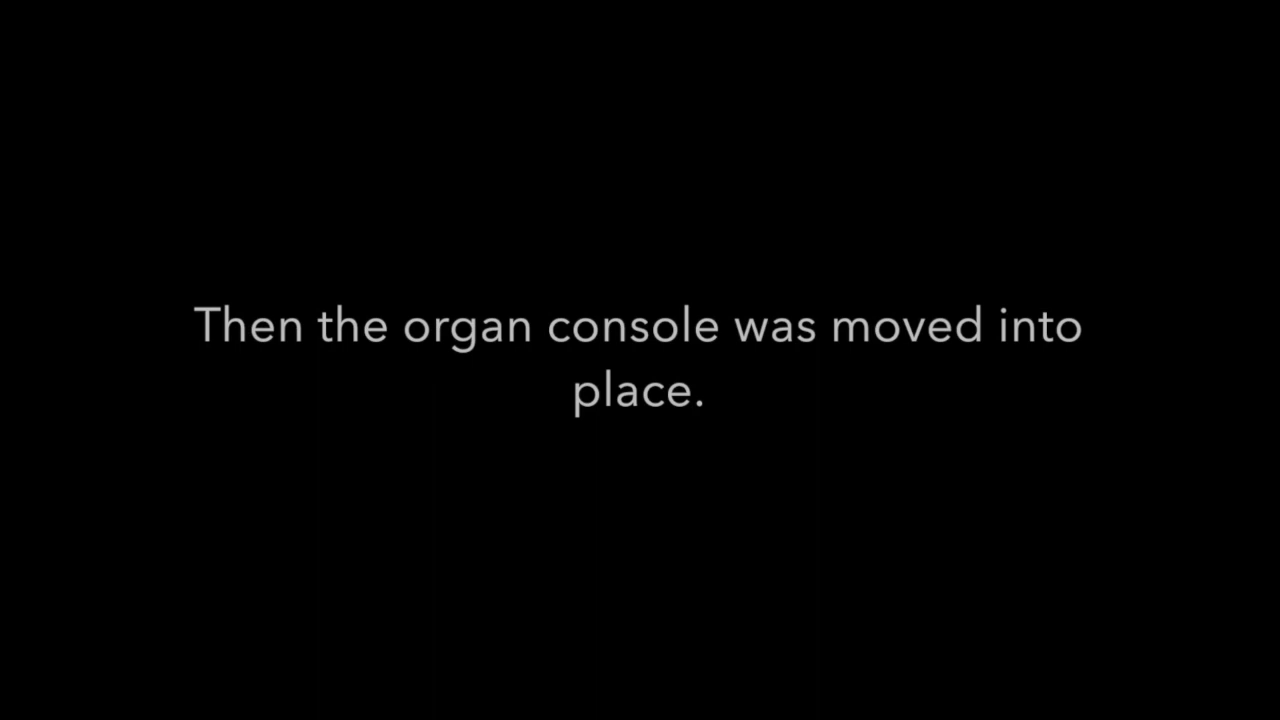 Then the organ console was moved into
place.